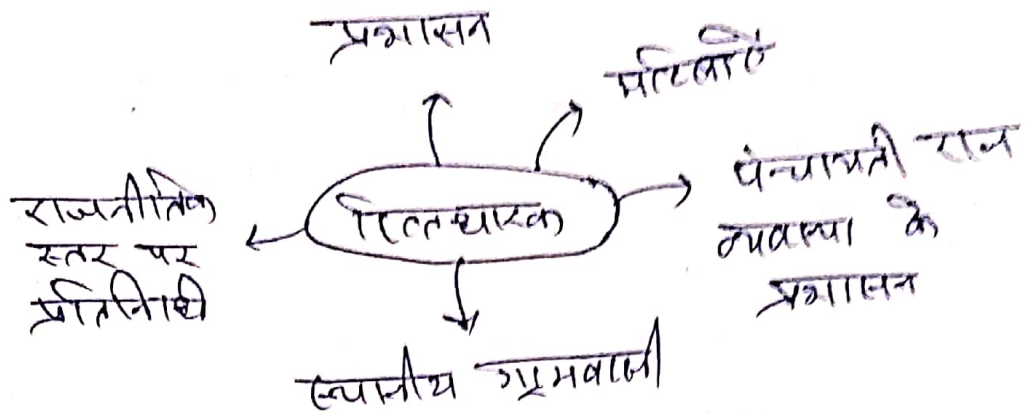 प्रशासन
महिलाएँ
पंचायती राज
व्यवस्था के
प्रशासन
हितधारक
राजनीतिक
स्तर पर
प्रतिनिधी
स्थानीय ग्रामवासी